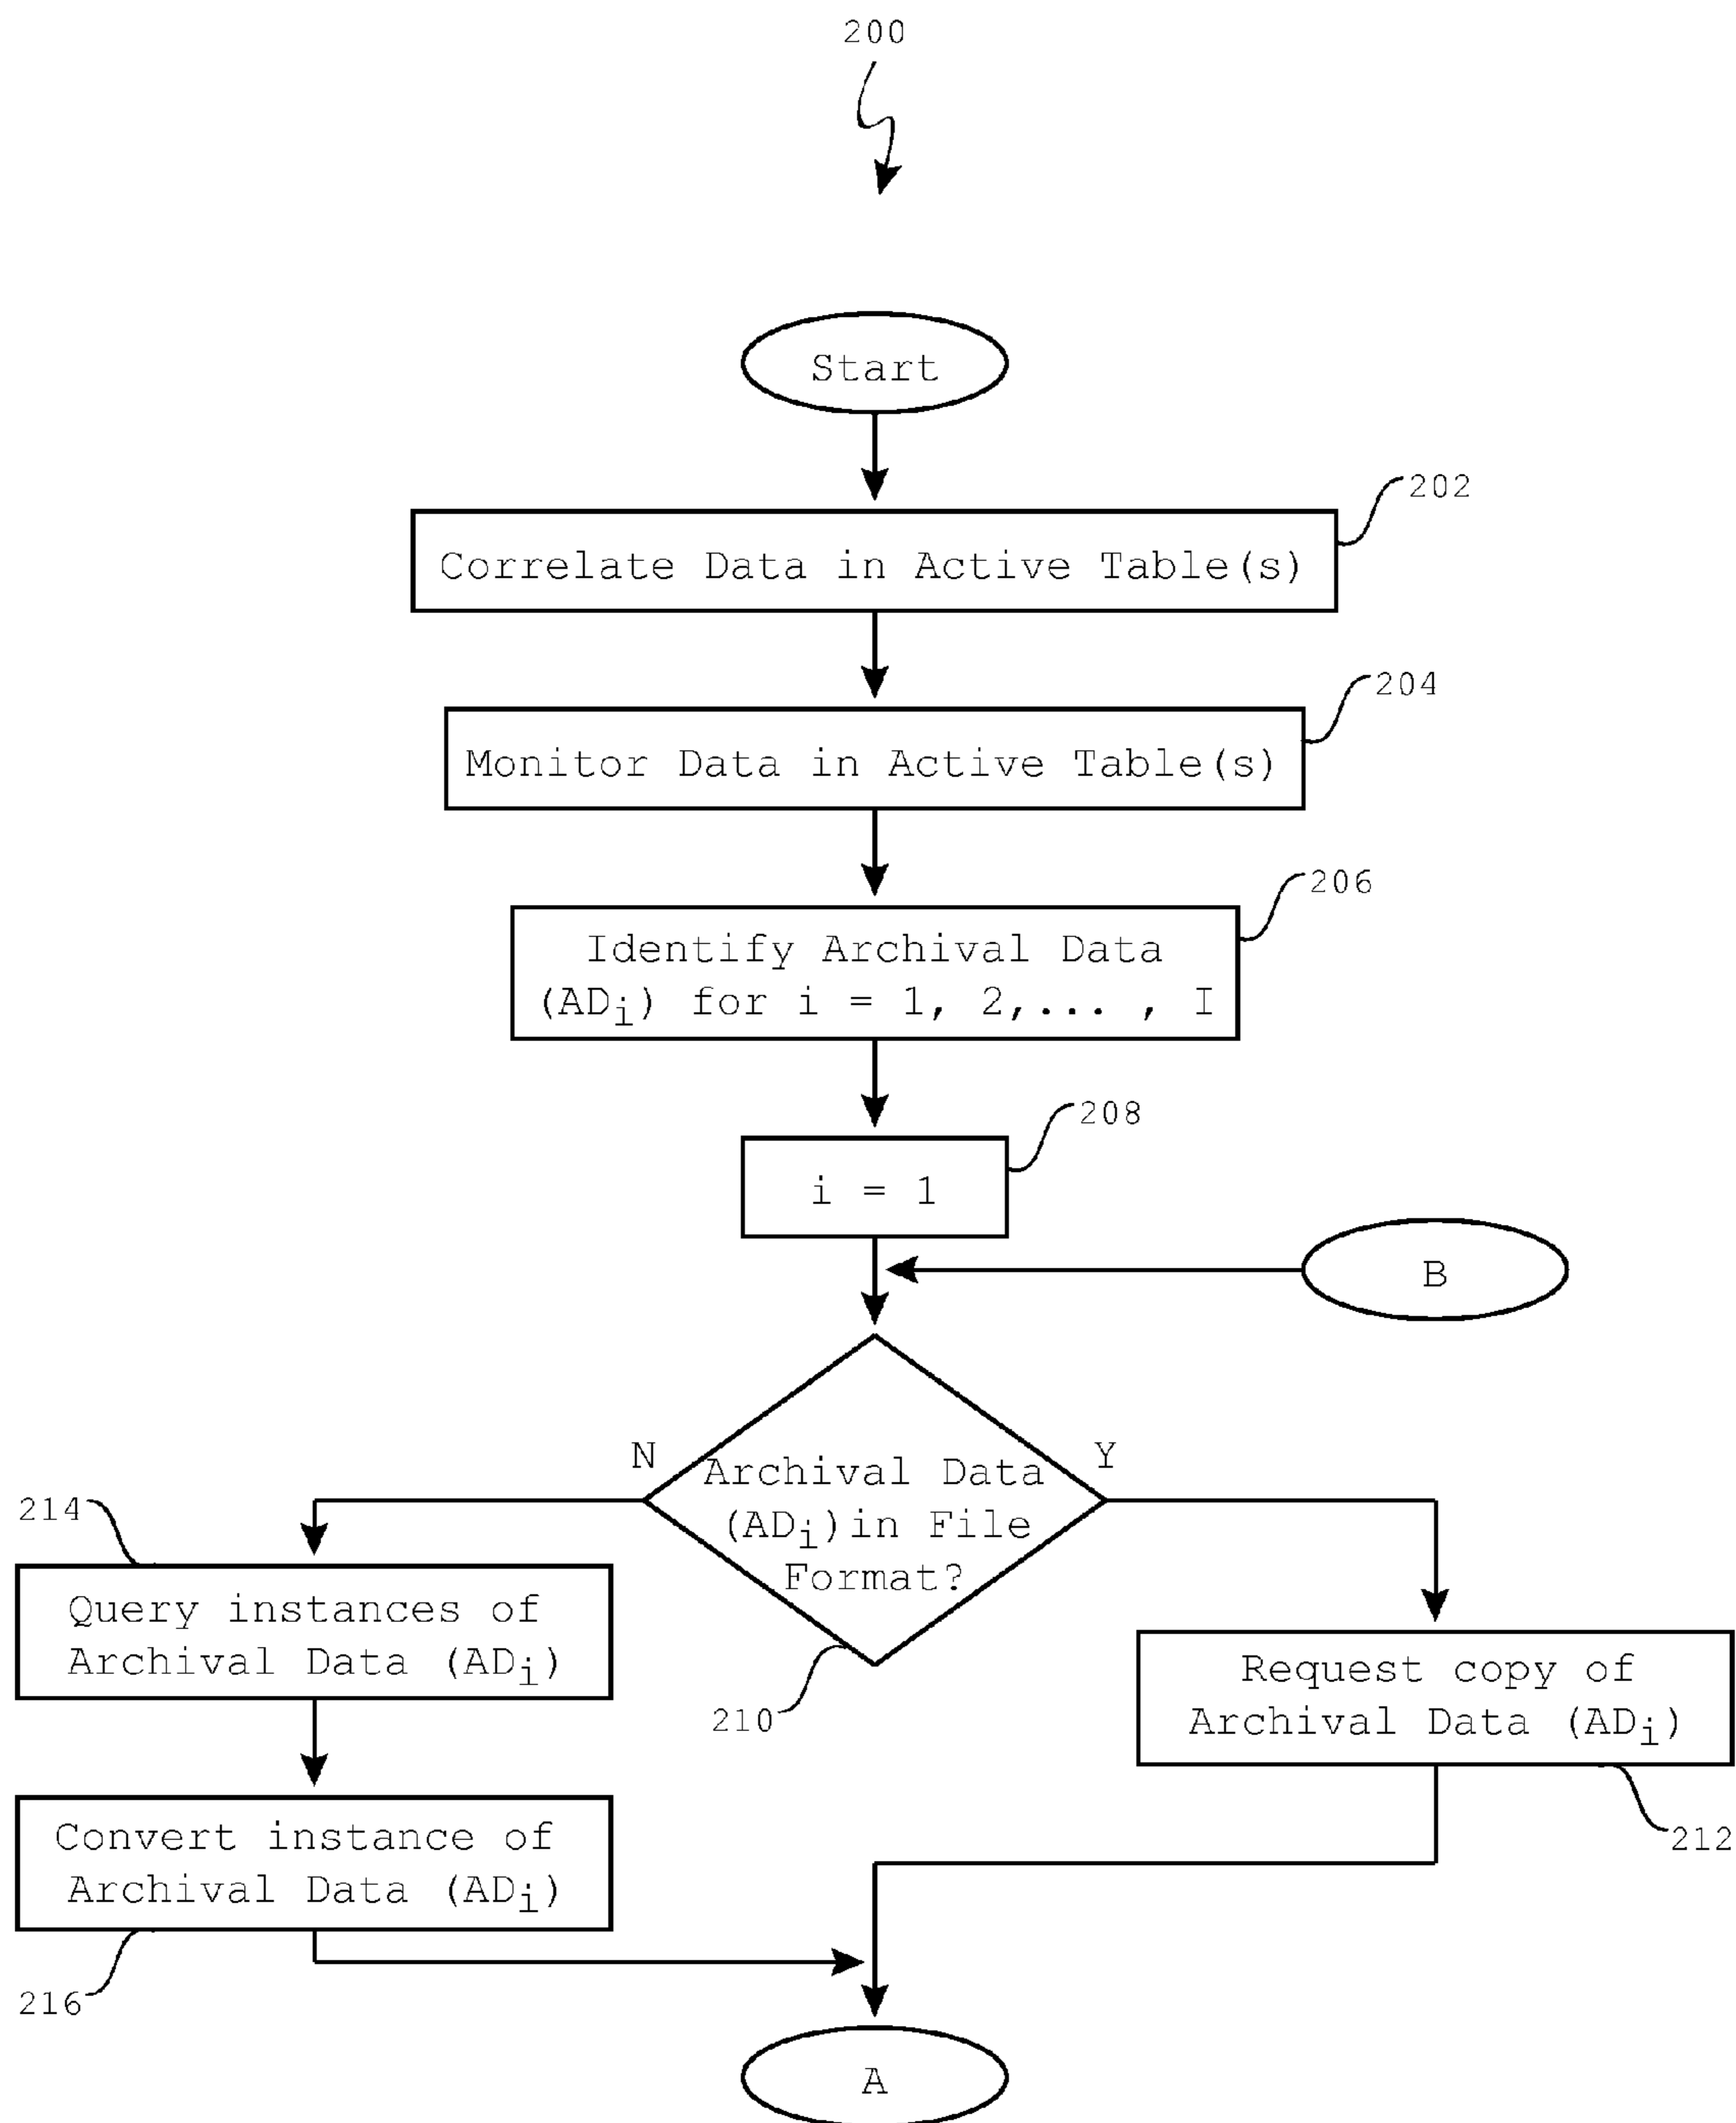 200
Start
202
Correlate Data in Active Table(s)
204
Monitor Data in Active Table(s)
206
Identify Archival Data
(ADi) for i = 1, 2,... , I
208
i = 1
B
N
Y
Archival Data
(ADi)in File
Format?
210
214
Query instances of
Archival Data (ADi)
Request copy of
Archival Data (ADi)
212
Convert instance of
Archival Data (ADi)
216
A